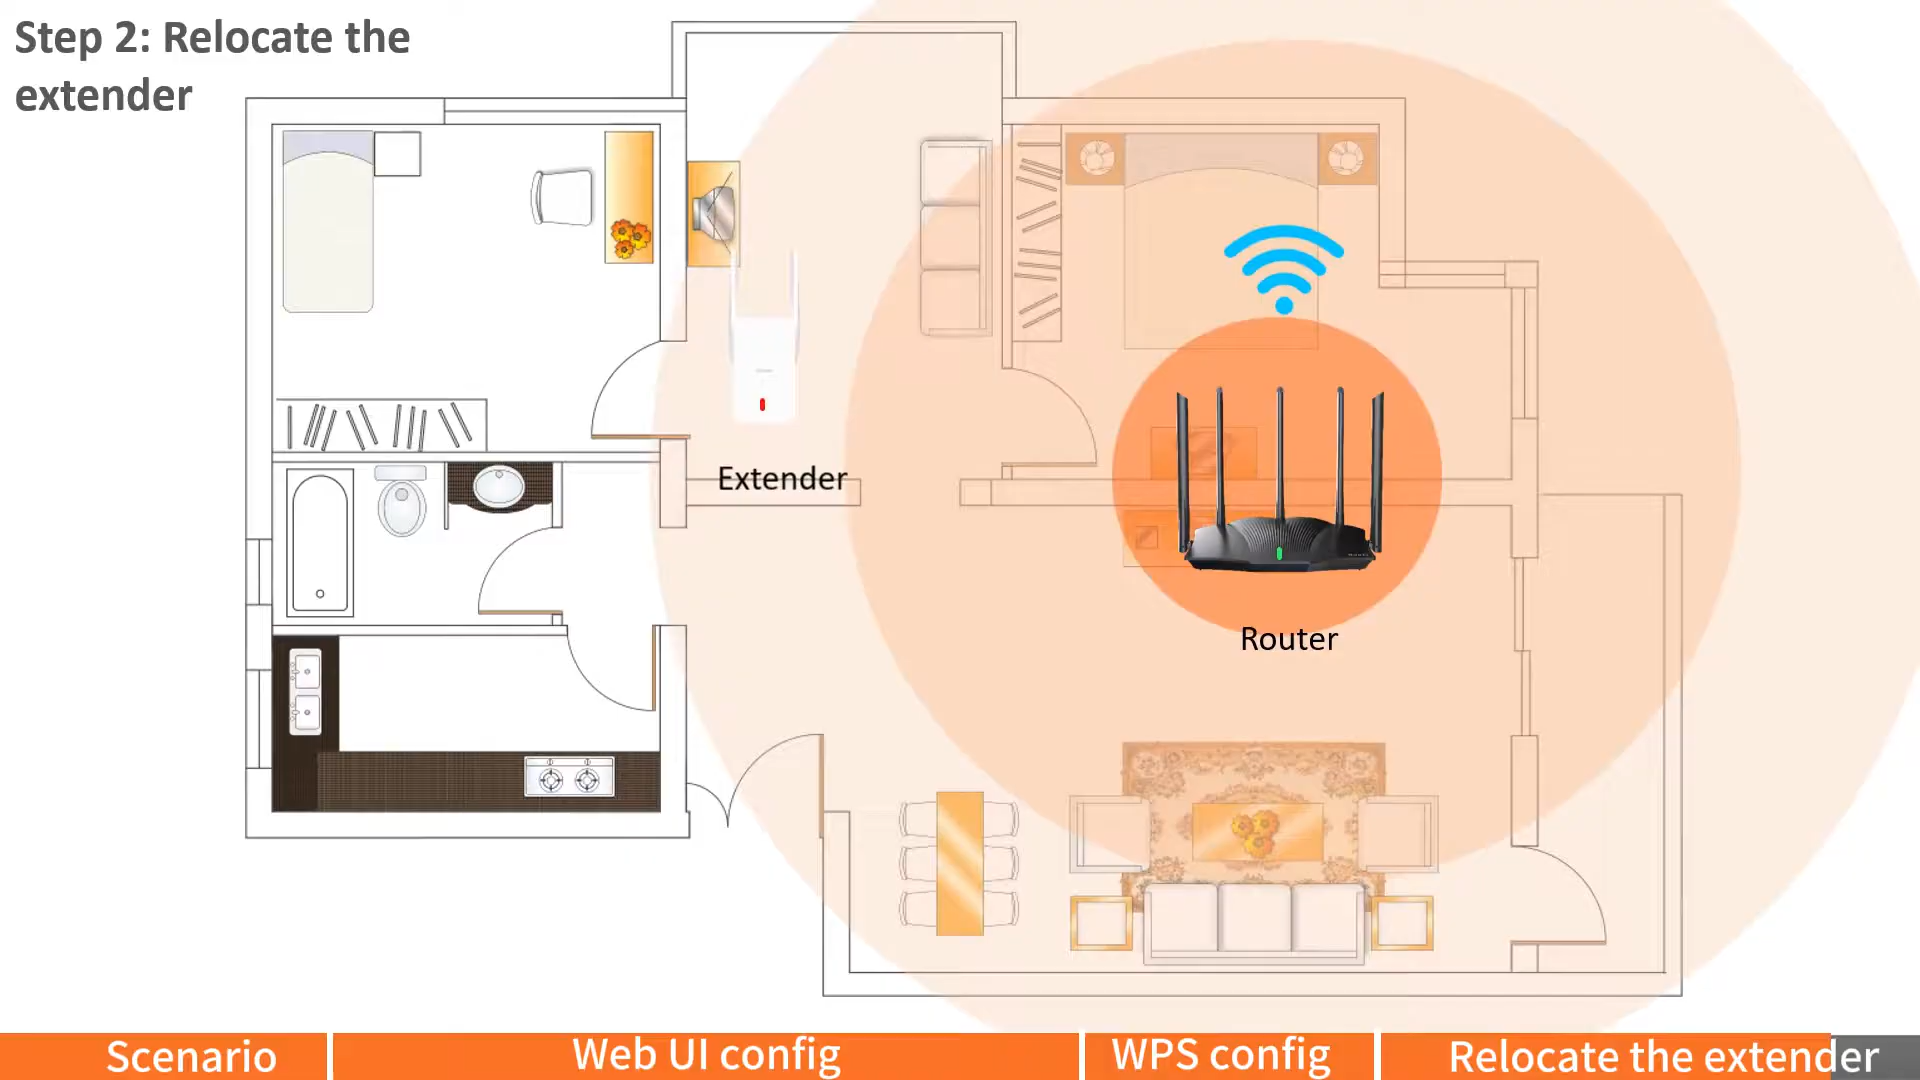 Step 2: Relocate the
extender
Extender
Router
Scenario
Web UI config
WPS config
Relocate the extender